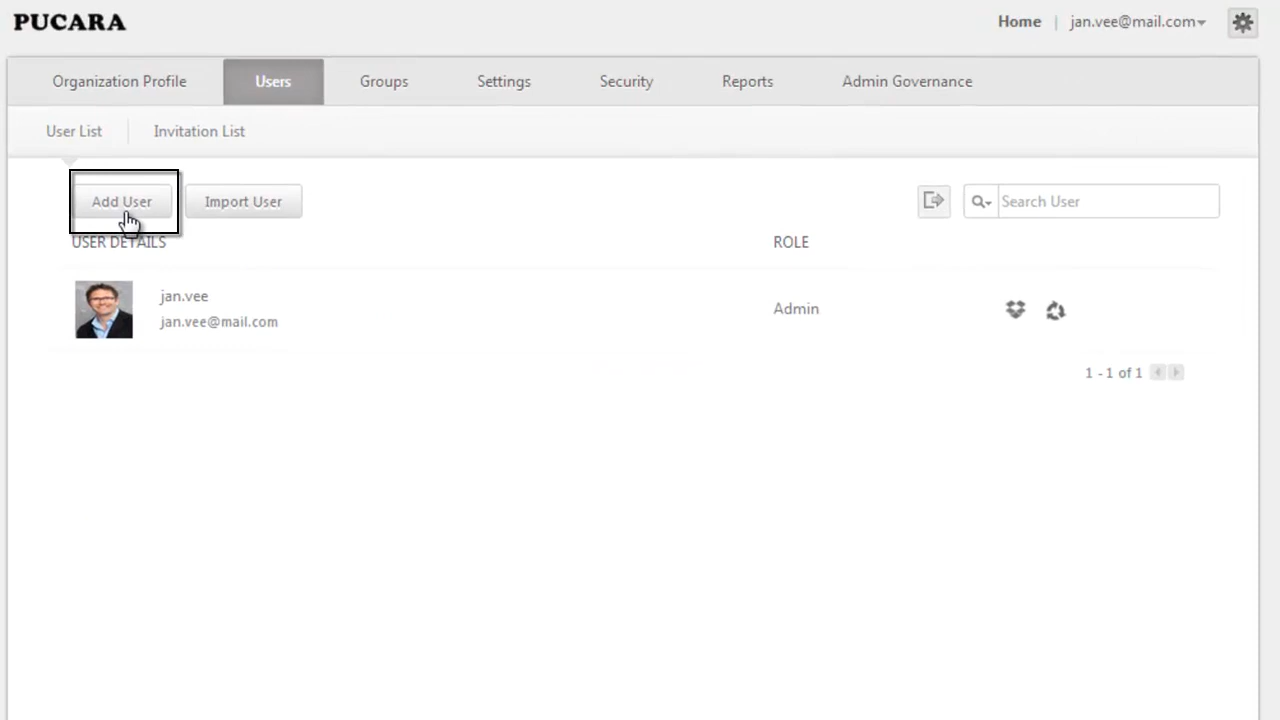 PUCARA
Home | jan.vee@mail.com
Organization Profile Users Groups Settings Security Reports Admin Governance
User List Invitation List
Add User Import User Search User
USER DETAILS ROLE
jan.vee
jan.vee@mail.com Admin
1 - 1 of 1